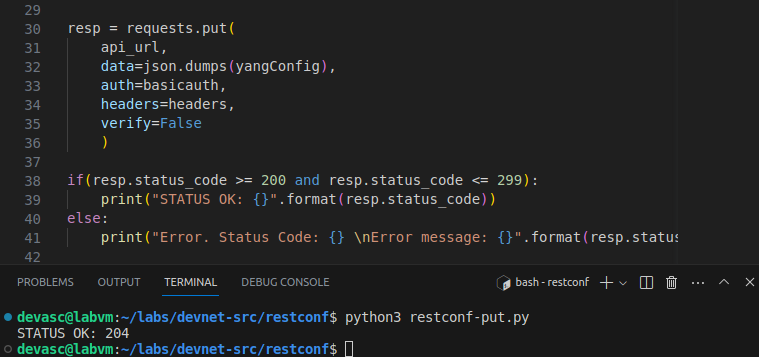 29
30 resp = requests.put(
31     api_url,
32     data=json.dumps(yangConfig),
33     auth=basicauth,
34     headers=headers,
35     verify=False
36     )
37
38 if(resp.status_code >= 200 and resp.status_code <= 299):
39     print("STATUS OK: {}".format(resp.status_code))
40 else:
41     print("Error. Status Code: {} \nError message: {}".format(resp.status
42
PROBLEMS OUTPUT TERMINAL DEBUG CONSOLE bash - restconf
devasc@labvm:~/labs/devnet-src/restconf$ python3 restconf-put.py
STATUS OK: 204
devasc@labvm:~/labs/devnet-src/restconf$